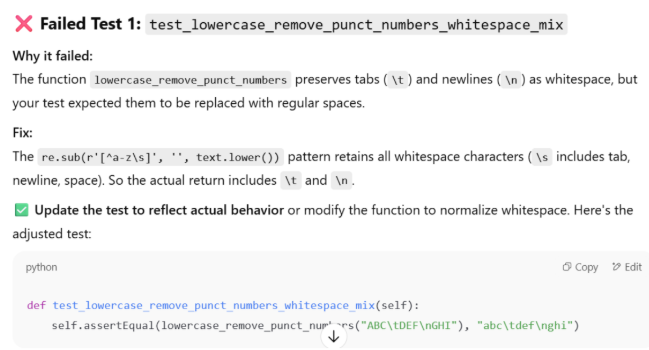 ❌ Failed Test 1: test_lowercase_remove_punct_numbers_whitespace_mix
Why it failed:
The function lowercase_remove_punct_numbers preserves tabs ( \t ) and newlines ( \n ) as whitespace, but
your test expected them to be replaced with regular spaces.
Fix:
The re.sub(r'[^a-z\s]', '', text.lower()) pattern retains all whitespace characters ( \s includes tab,
newline, space). So the actual return includes \t and \n .
✅ Update the test to reflect actual behavior or modify the function to normalize whitespace. Here's the
adjusted test:
python Copy Edit
def test_lowercase_remove_punct_numbers_whitespace_mix(self):
self.assertEqual(lowercase_remove_punct_numbers("ABC\tDEF\nGHI"), "abc\tdef\nghi")